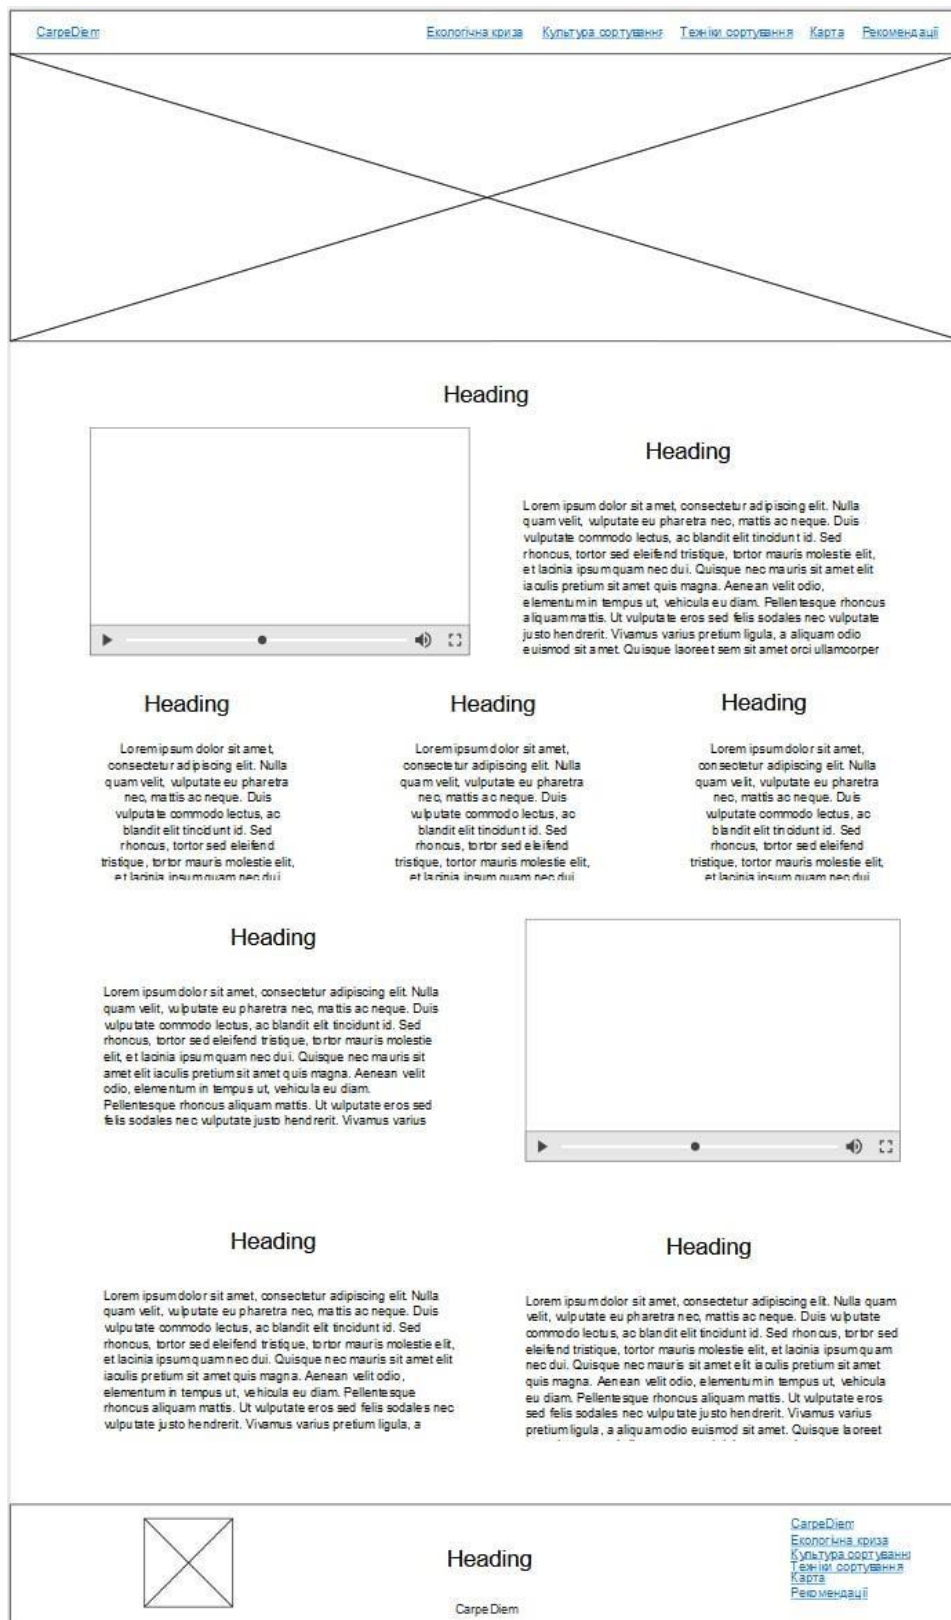 CarpeDiem
Екологічна криза Культура сортування Техніки сортування Карта Рекомендації
Heading
Heading
Lorem ipsum dolor sit amet, consectetur adipiscing elit. Nulla
quam velit, vulputate eu pharetra nec, mattis ac neque. Duis
vulputate commodo lectus, ac blandit elit tincidunt id. Sed
rhoncus, tortor sed eleifend tristique, tortor mauris molestie elit,
et lacinia ipsum quam nec dui. Quisque nec mauris sit amet elit
iaculis pretium sit amet quis magna. Aenean velit odio,
elementum in tempus ut, vehicula eu diam. Pellentesque rhoncus
aliquam mattis. Ut vulputate eros sed felis sodales nec vulputate
justo hendrerit. Vivamus varius pretium ligula, a aliquam odio
euismod sit amet. Quisque laoreet sem sit amet orci ullamcorper
Heading
Lorem ipsum dolor sit amet,
consectetur adipiscing elit. Nulla
quam velit, vulputate eu pharetra
nec, mattis ac neque. Duis
vulputate commodo lectus, ac
blandit elit tincidunt id. Sed
rhoncus, tortor sed eleifend
tristique, tortor mauris molestie elit,
et lacinia ipsum quam nec dui
Heading
Lorem ipsum dolor sit amet,
consectetur adipiscing elit. Nulla
quam velit, vulputate eu pharetra
nec, mattis ac neque. Duis
vulputate commodo lectus, ac
blandit elit tincidunt id. Sed
rhoncus, tortor sed eleifend
tristique, tortor mauris molestie elit,
et lacinia ipsum quam nec dui
Heading
Lorem ipsum dolor sit amet,
consectetur adipiscing elit. Nulla
quam velit, vulputate eu pharetra
nec, mattis ac neque. Duis
vulputate commodo lectus, ac
blandit elit tincidunt id. Sed
rhoncus, tortor sed eleifend
tristique, tortor mauris molestie elit,
et lacinia ipsum quam nec dui
Heading
Lorem ipsum dolor sit amet, consectetur adipiscing elit. Nulla
quam velit, vulputate eu pharetra nec, mattis ac neque. Duis
vulputate commodo lectus, ac blandit elit tincidunt id. Sed
rhoncus, tortor sed eleifend tristique, tortor mauris molestie
elit, et lacinia ipsum quam nec dui. Quisque nec mauris sit
amet elit iaculis pretium sit amet quis magna. Aenean velit
odio, elementum in tempus ut, vehicula eu diam.
Pellentesque rhoncus aliquam mattis. Ut vulputate eros sed
felis sodales nec vulputate justo hendrerit. Vivamus varius
Heading
Lorem ipsum dolor sit amet, consectetur adipiscing elit. Nulla
quam velit, vulputate eu pharetra nec, mattis ac neque. Duis
vulputate commodo lectus, ac blandit elit tincidunt id. Sed
rhoncus, tortor sed eleifend tristique, tortor mauris molestie elit,
et lacinia ipsum quam nec dui. Quisque nec mauris sit amet elit
iaculis pretium sit amet quis magna. Aenean velit odio,
elementum in tempus ut, vehicula eu diam. Pellentesque
rhoncus aliquam mattis. Ut vulputate eros sed felis sodales nec
vulputate justo hendrerit. Vivamus varius pretium ligula, a
Heading
Lorem ipsum dolor sit amet, consectetur adipiscing elit. Nulla quam
velit, vulputate eu pharetra nec, mattis ac neque. Duis vulputate
commodo lectus, ac blandit elit tincidunt id. Sed rhoncus, tortor sed
eleifend tristique, tortor mauris molestie elit, et lacinia ipsum quam
nec dui. Quisque nec mauris sit amet elit iaculis pretium sit amet
quis magna. Aenean velit odio, elementum in tempus ut, vehicula
eu diam. Pellentesque rhoncus aliquam mattis. Ut vulputate eros
sed felis sodales nec vulputate justo hendrerit. Vivamus varius
pretium ligula, a aliquam odio euismod sit amet. Quisque laoreet
Heading
CarpeDiem
CarpeDiem
Екологічна криза
Культура сортування
Техніки сортування
Карта
Рекомендації